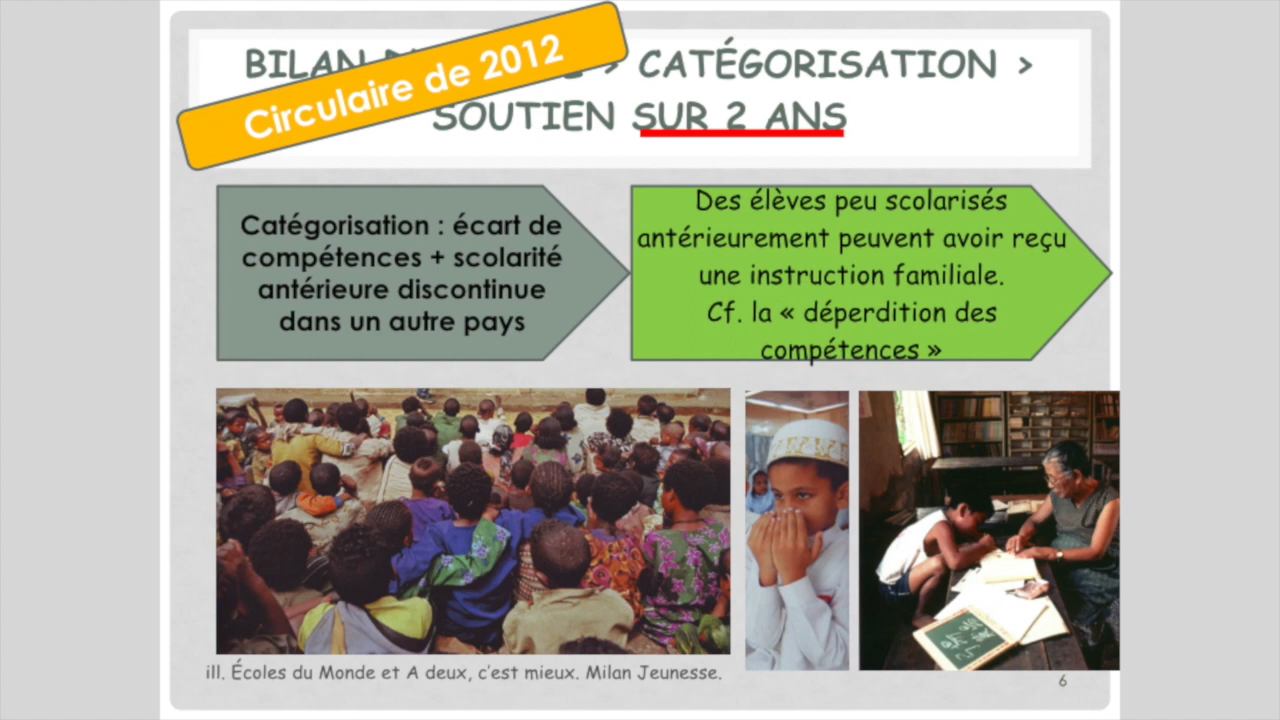 BILAN > CATÉGORISATION >
SOUTIEN SUR 2 ANS
Circulaire de 2012
Catégorisation : écart de
compétences + scolarité
antérieure discontinue
dans un autre pays
Des élèves peu scolarisés
antérieurement peuvent avoir reçu
une instruction familiale.
Cf. la « déperdition des
compétences »
ill. Écoles du Monde et A deux, c'est mieux. Milan Jeunesse.
6